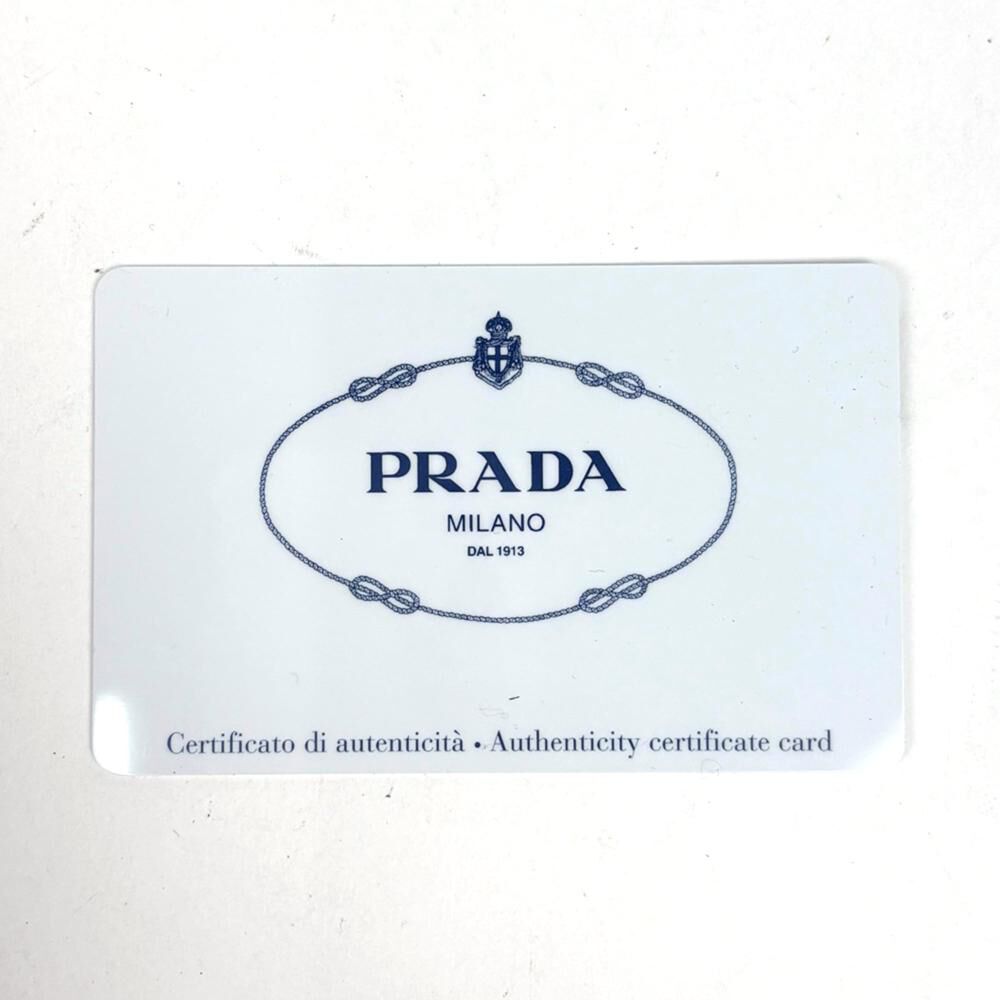 PRADA
MILANO
DAL 1913
Certificato di autenticità • Authenticity certificate card